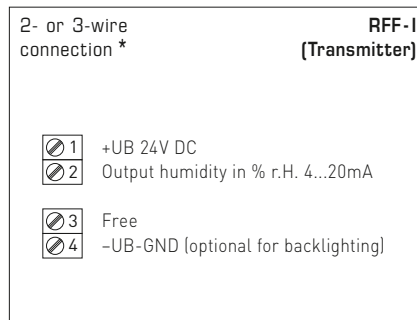 2- or 3-wire
connection *
RFF-I
(Transmitter)
1 +UB 24V DC
2 Output humidity in % r.H. 4...20mA
3 Free
4 –UB-GND (optional for backlighting)